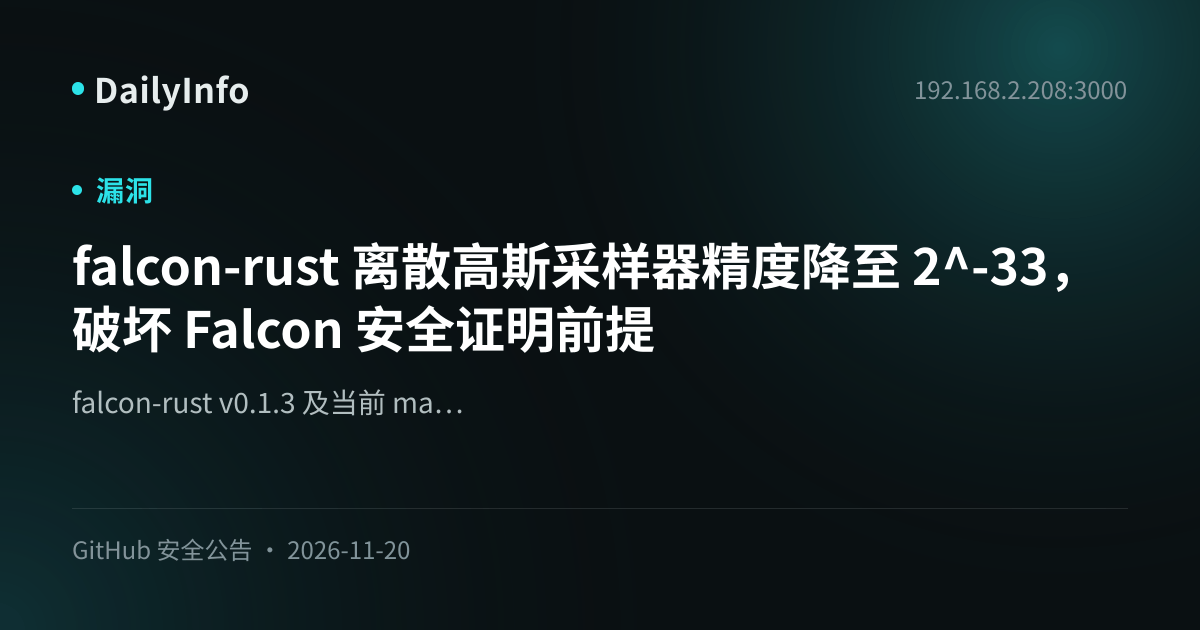 DailyInfo
192.168.2.208:3000
漏洞
falcon-rust 离散高斯采样器精度降至 2^-33，
破坏 Falcon 安全证明前提
falcon-rust v0.1.3 及当前 ma…
GitHub 安全公告 · 2026-11-20